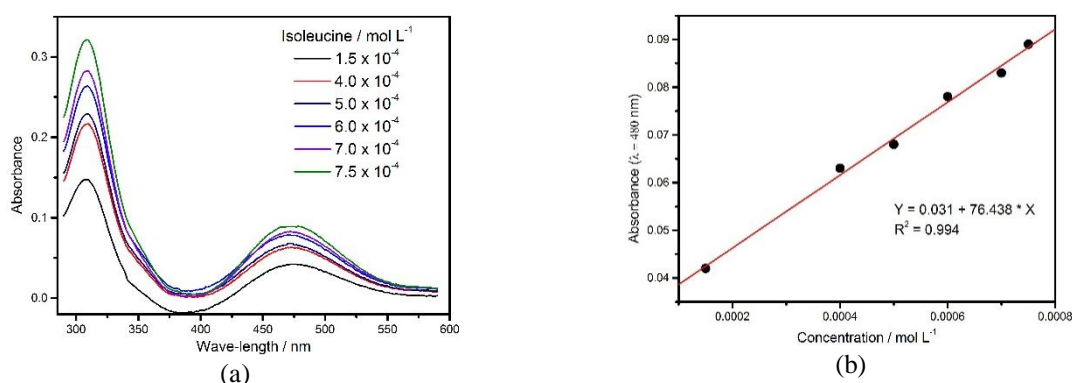 Isoleucine / mol L⁻¹
1.5 x 10⁻⁴
4.0 x 10⁻⁴
5.0 x 10⁻⁴
6.0 x 10⁻⁴
7.0 x 10⁻⁴
7.5 x 10⁻⁴
0.3
0.2
0.1
0.0
Absorbance
300 350 400 450 500 550 600
Wave-length / nm
(a)
0.09
0.08
0.07
0.06
0.05
0.04
Absorbance (λ = 480 nm)
Y = 0.031 + 76.438 * X
R² = 0.994
0.0002 0.0004 0.0006 0.0008
Concentration / mol L⁻¹
(b)